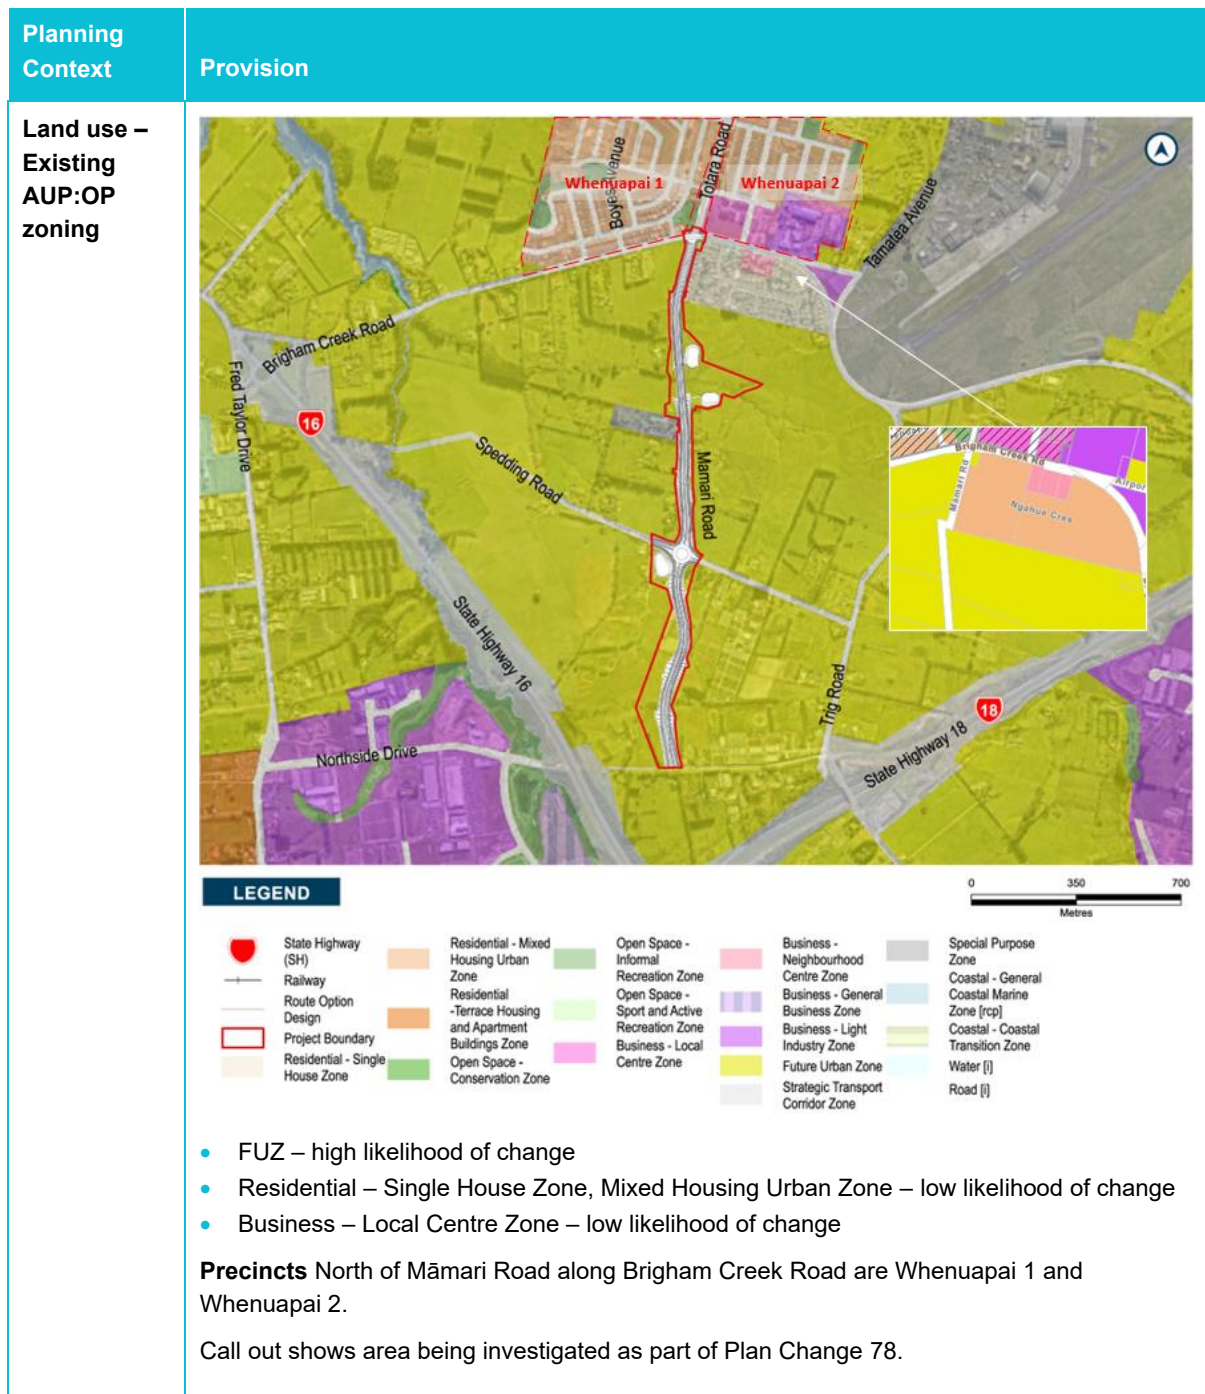 Planning
Context
Provision
Land use –
Existing
AUP:OP
zoning
Whenuapai 1
Boyes Avenue
Totara Road
Whenuapai 2
Tamatea Avenue
Brigham Creek Road
Fred Taylor Drive
16
Spedding Road
Mamari Road
State Highway 16
Northside Drive
Trig Road
18
State Highway 18
Brigham Creek Rd
Mamari Rd
Ngahue Cres
Airpor
LEGEND
0 350 700
Metres
State Highway
(SH)
Railway
Route Option
Design
Project Boundary
Residential - Single
House Zone
Residential - Mixed
Housing Urban
Zone
Residential
-Terrace Housing
and Apartment
Buildings Zone
Open Space -
Conservation Zone
Open Space -
Informal
Recreation Zone
Open Space -
Sport and Active
Recreation Zone
Business - Local
Centre Zone
Business -
Neighbourhood
Centre Zone
Business - General
Business Zone
Business - Light
Industry Zone
Future Urban Zone
Strategic Transport
Corridor Zone
Special Purpose
Zone
Coastal - General
Coastal Marine
Zone [rcp]
Coastal - Coastal
Transition Zone
Water [i]
Road [i]
• FUZ – high likelihood of change
• Residential – Single House Zone, Mixed Housing Urban Zone – low likelihood of change
• Business – Local Centre Zone – low likelihood of change
Precincts North of Māmari Road along Brigham Creek Road are Whenuapai 1 and
Whenuapai 2.
Call out shows area being investigated as part of Plan Change 78.